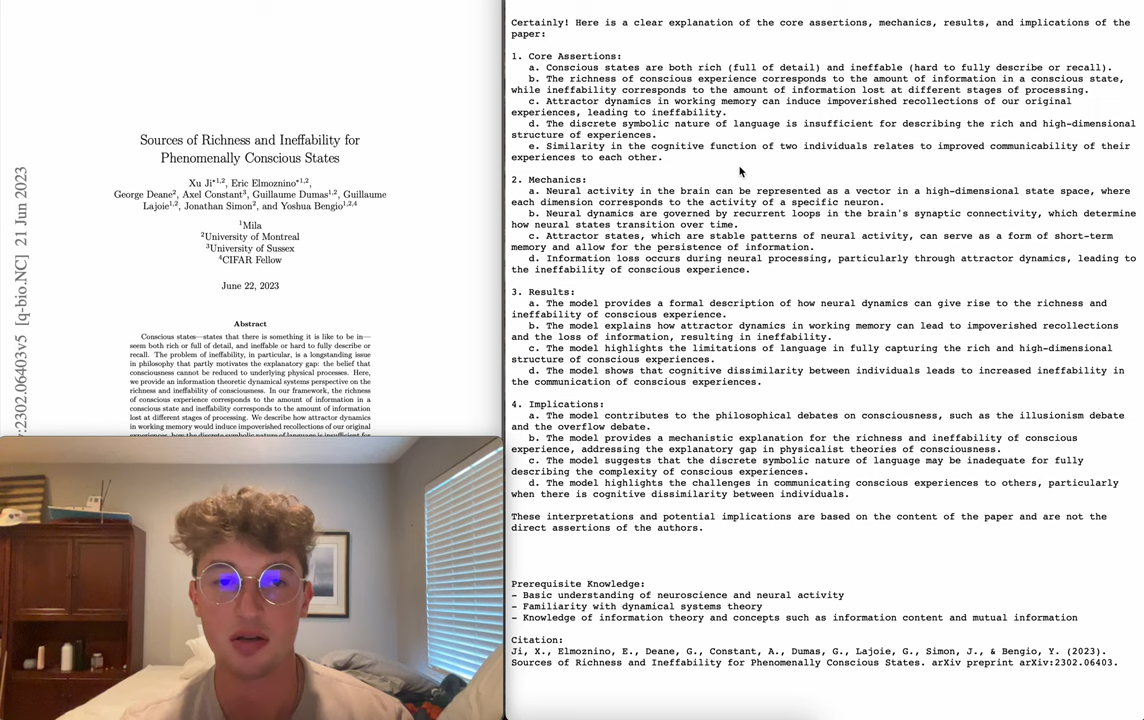 Sources of Richness and Ineffability for
Phenomenally Conscious States
Xu Ji*1,2, Eric Elmoznino*1,2,
George Deane2, Axel Constant3, Guillaume Dumas1,2, Guillaume
Lajoie1,2, Jonathan Simon2, and Yoshua Bengio1,2,4
1Mila
2University of Montreal
3University of Sussex
4CIFAR Fellow
June 22, 2023
Abstract
Conscious states—states that there is something it is like to be in—
seem both rich or full of detail, and ineffable or hard to fully describe or
recall. The problem of ineffability, in particular, is a longstanding issue
in philosophy that partly motivates the explanatory gap: the belief that
consciousness cannot be reduced to underlying physical processes. Here,
we provide an information theoretic dynamical systems perspective on the
richness and ineffability of consciousness. In our framework, the richness
of conscious experience corresponds to the amount of information in a
conscious state and ineffability corresponds to the amount of information
lost at different stages of processing. We describe how attractor dynamics
in working memory would induce impoverished recollections of our original
experiences, how the discrete symbolic nature of language is insufficient for
v:2302.06403v5 [q-bio.NC] 21 Jun 2023
Certainly! Here is a clear explanation of the core assertions, mechanics, results, and implications of the
paper:
1. Core Assertions:
a. Conscious states are both rich (full of detail) and ineffable (hard to fully describe or recall).
b. The richness of conscious experience corresponds to the amount of information in a conscious state,
while ineffability corresponds to the amount of information lost at different stages of processing.
c. Attractor dynamics in working memory can induce impoverished recollections of our original
experiences, leading to ineffability.
d. The discrete symbolic nature of language is insufficient for describing the rich and high-dimensional
structure of experiences.
e. Similarity in the cognitive function of two individuals relates to improved communicability of their
experiences to each other.
2. Mechanics:
a. Neural activity in the brain can be represented as a vector in a high-dimensional state space, where
each dimension corresponds to the activity of a specific neuron.
b. Neural dynamics are governed by recurrent loops in the brain's synaptic connectivity, which determine
how neural states transition over time.
c. Attractor states, which are stable patterns of neural activity, can serve as a form of short-term
memory and allow for the persistence of information.
d. Information loss occurs during neural processing, particularly through attractor dynamics, leading to
the ineffability of conscious experience.
3. Results:
a. The model provides a formal description of how neural dynamics can give rise to the richness and
ineffability of conscious experience.
b. The model explains how attractor dynamics in working memory can lead to impoverished recollections
and the loss of information, resulting in ineffability.
c. The model highlights the limitations of language in fully capturing the rich and high-dimensional
structure of conscious experiences.
d. The model shows that cognitive dissimilarity between individuals leads to increased ineffability in
the communication of conscious experiences.
4. Implications:
a. The model contributes to the philosophical debates on consciousness, such as the illusionism debate
and the overflow debate.
b. The model provides a mechanistic explanation for the richness and ineffability of conscious
experience, addressing the explanatory gap in physicalist theories of consciousness.
c. The model suggests that the discrete symbolic nature of language may be inadequate for fully
describing the complexity of conscious experiences.
d. The model highlights the challenges in communicating conscious experiences to others, particularly
when there is cognitive dissimilarity between individuals.
These interpretations and potential implications are based on the content of the paper and are not the
direct assertions of the authors.
Prerequisite Knowledge:
- Basic understanding of neuroscience and neural activity
- Familiarity with dynamical systems theory
- Knowledge of information theory and concepts such as information content and mutual information
Citation:
Ji, X., Elmoznino, E., Deane, G., Constant, A., Dumas, G., Lajoie, G., Simon, J., & Bengio, Y. (2023).
Sources of Richness and Ineffability for Phenomenally Conscious States. arXiv preprint arXiv:2302.06403.